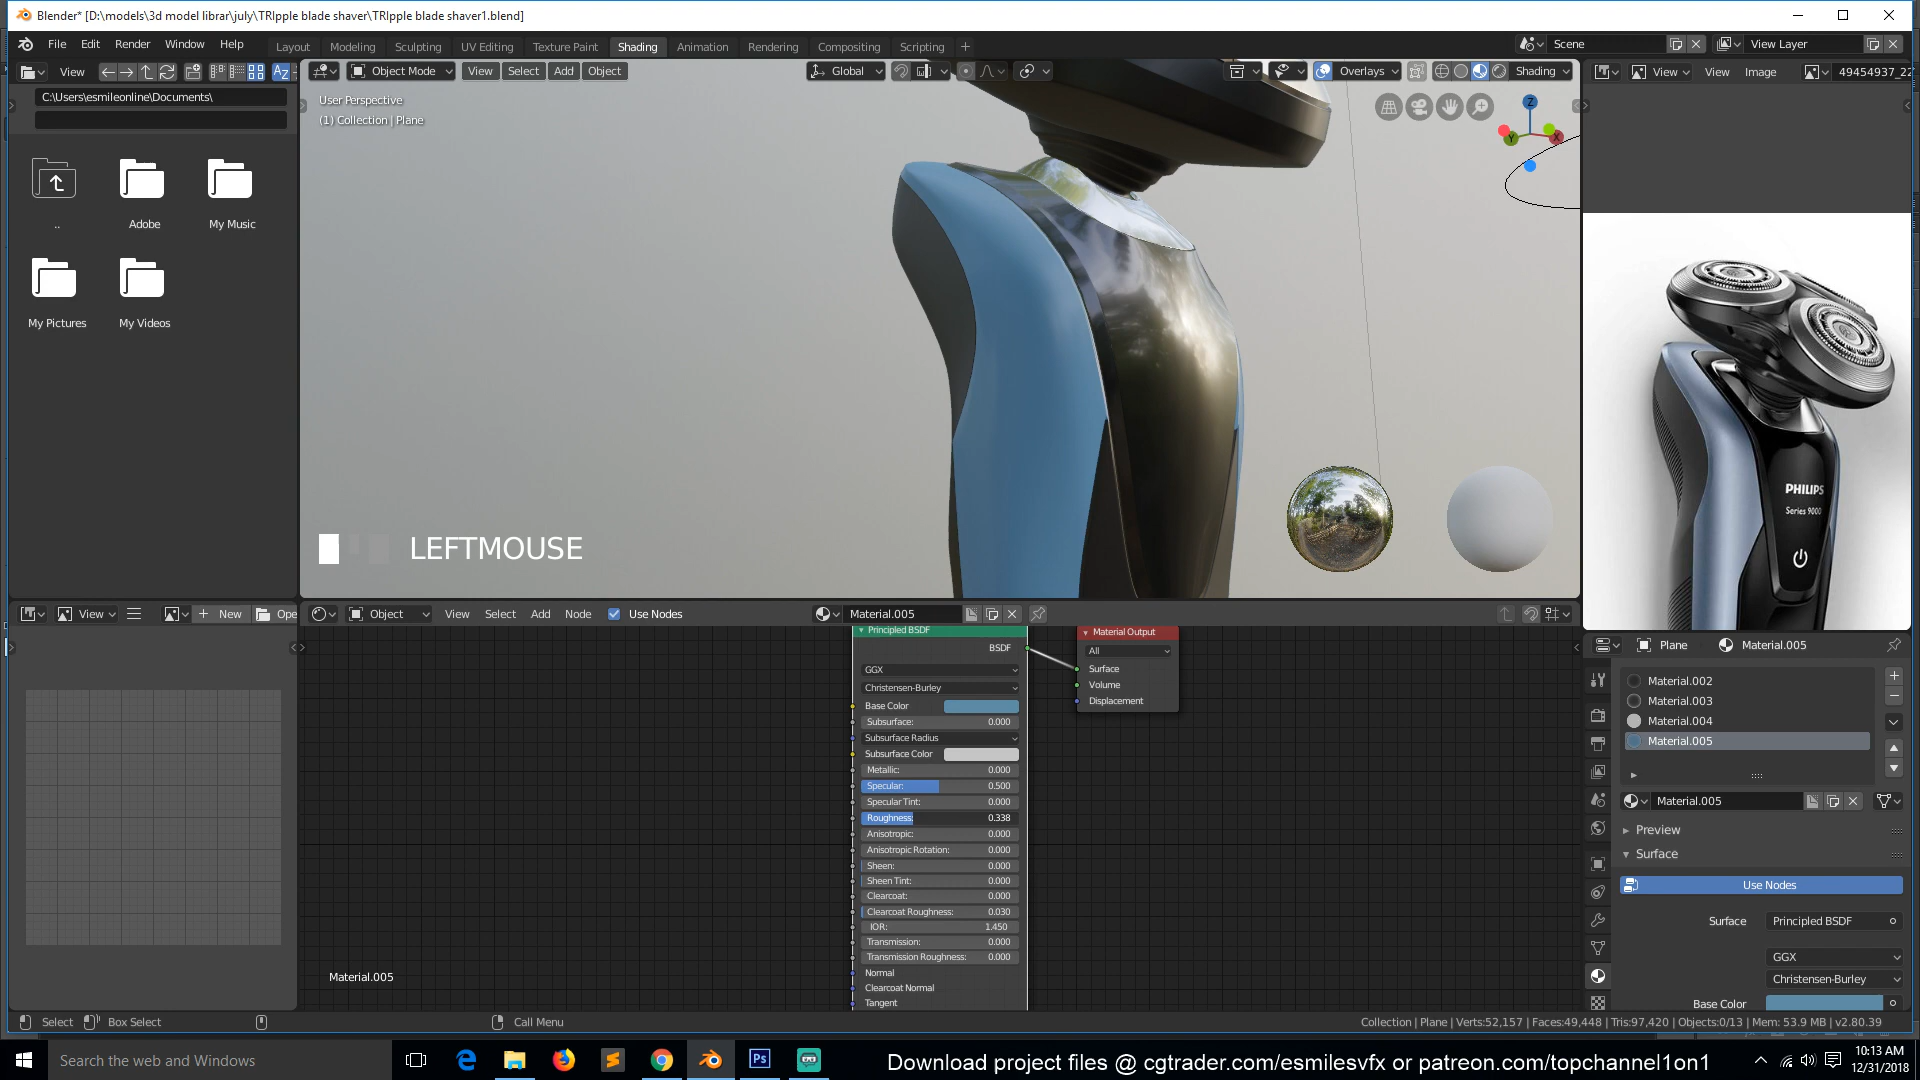 Blender* [D:\models\3d model librar\july\TRIpple blade shaver\TRIpple blade shaver1.blend]
File Edit Render Window Help
Layout Modeling Sculpting UV Editing Texture Paint Shading Animation Rendering Compositing Scripting +
Scene
View Layer
View
Object Mode View Select Add Object
Global
Overlays
Shading
View View Image
49454937_22
C:\Users\esmileonline\Documents\
..
Adobe
My Music
My Pictures
My Videos
User Perspective
(1) Collection | Plane
Z
Y
X
LEFTMOUSE
PHILIPS
Series 9000
View
New
Ope
Object View Select Add Node Use Nodes
Material.005
Principled BSDF
BSDF
GGX
Christensen-Burley
Base Color
Subsurface: 0.000
Subsurface Radius
Subsurface Color
Metallic: 0.000
Specular: 0.500
Specular Tint: 0.000
Roughness: 0.338
Anisotropic: 0.000
Anisotropic Rotation: 0.000
Sheen: 0.000
Sheen Tint: 0.000
Clearcoat: 0.000
Clearcoat Roughness: 0.030
IOR: 1.450
Transmission: 0.000
Transmission Roughness: 0.000
Normal
Clearcoat Normal
Tangent
Material Output
All
Surface
Volume
Displacement
Material.005
Plane Material.005
Material.002
Material.003
Material.004
Material.005
Material.005
Preview
Surface
Use Nodes
Surface Principled BSDF
GGX
Christensen-Burley
Base Color
Select Box Select Call Menu
Collection | Plane | Verts:52,157 | Faces:49,448 | Tris:97,420 | Objects:0/13 | Mem: 53.9 MB | v2.80.39
Search the web and Windows
Ps
Download project files @ cgtrader.com/esmilesvfx or patreon.com/topchannel1on1
10:13 AM
12/31/2018